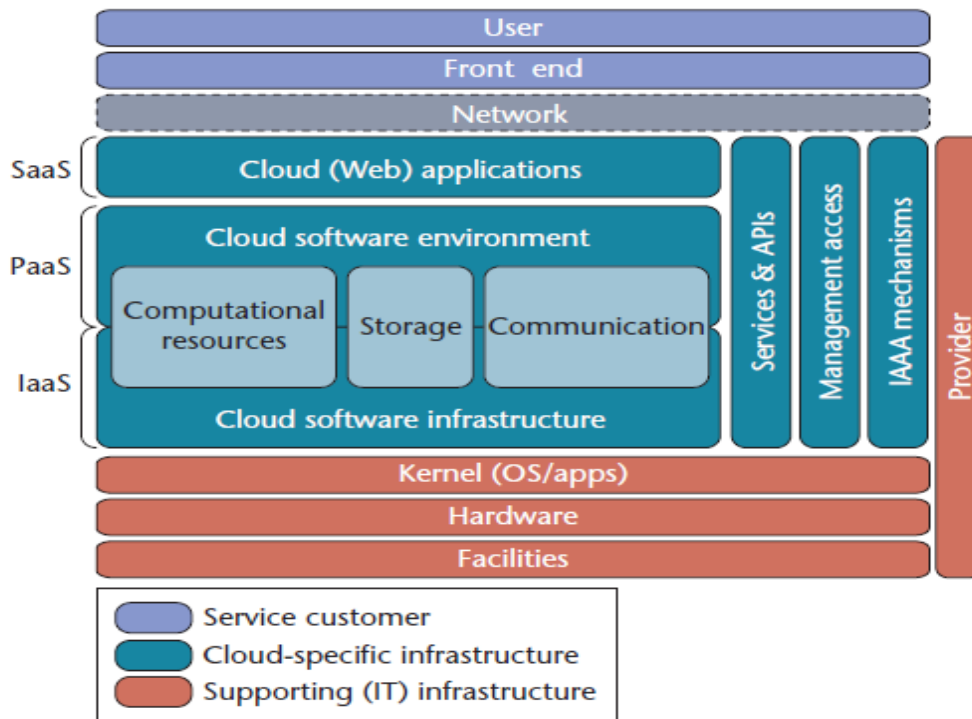 User
Front end
Network
SaaS
Cloud (Web) applications
PaaS
Cloud software environment
Computational
resources
Storage
Communication
IaaS
Cloud software infrastructure
Services & APIs
Management access
IAAA mechanisms
Provider
Kernel (OS/apps)
Hardware
Facilities
Service customer
Cloud-specific infrastructure
Supporting (IT) infrastructure